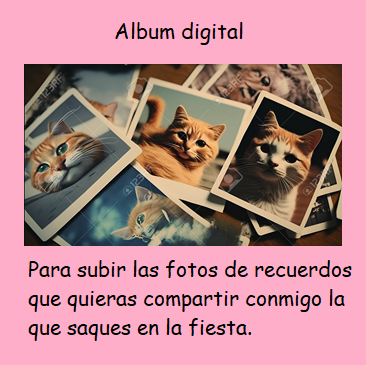 Album digital
Para subir las fotos de recuerdos
que quieras compartir conmigo la
que saques en la fiesta.